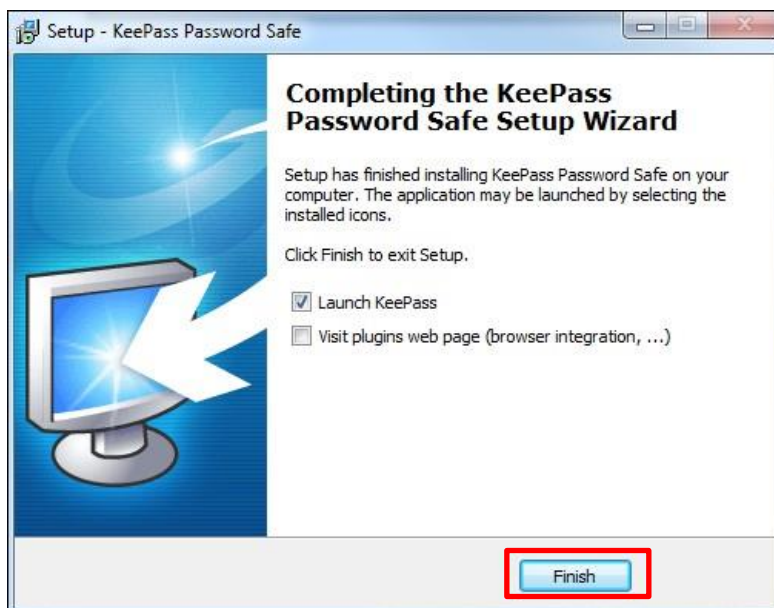 Setup - KeePass Password Safe
Completing the KeePass
Password Safe Setup Wizard
Setup has finished installing KeePass Password Safe on your
computer. The application may be launched by selecting the
installed icons.
Click Finish to exit Setup.
Launch KeePass
Visit plugins web page (browser integration, ...)
Finish